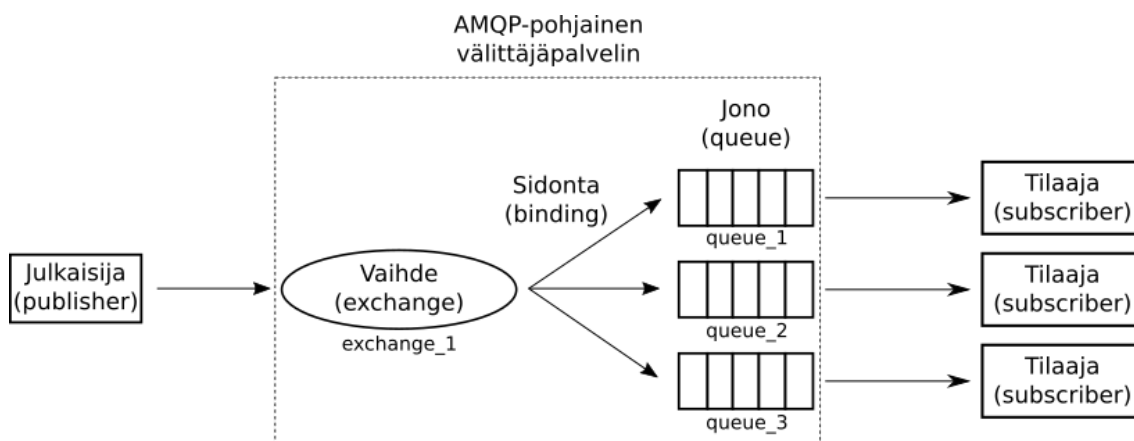 AMQP-pohjainen
välittäjäpalvelin
Jono
(queue)
Sidonta
(binding)
Julkaisija
(publisher)
Vaihde
(exchange)
exchange_1
queue_1
queue_2
queue_3
Tilaaja
(subscriber)
Tilaaja
(subscriber)
Tilaaja
(subscriber)